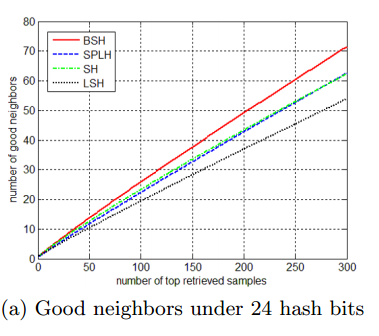 80
70
60
50
40
30
20
10
0
number of good neighbors
BSH
SPLH
SH
LSH
0 50 100 150 200 250 300
number of top retrieved samples
(a) Good neighbors under 24 hash bits